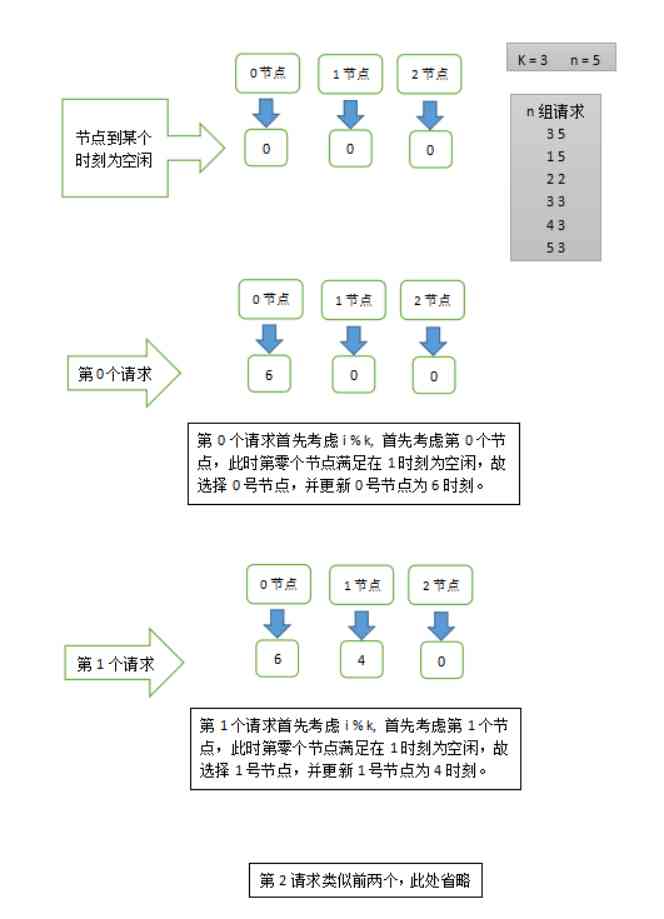 0 节点 1 节点 2 节点
K = 3 n = 5
节点到某个
时刻为空闲
0 0 0
n 组请求
3 5
1 5
2 2
3 3
4 3
5 3
0 节点 1 节点 2 节点
第 0 个请求
6 0 0
第 0 个请求首先考虑 i % k, 首先考虑第 0 个节
点，此时第零个节点满足在 1 时刻为空闲，故
选择 0 号节点，并更新 0 号节点为 6 时刻。
0 节点 1 节点 2 节点
第 1 个请求
6 4 0
第 1 个请求首先考虑 i % k, 首先考虑第 1 个节
点，此时第零个节点满足在 1 时刻为空闲，故
选择 1 号节点，并更新 1 号节点为 4 时刻。
第 2 请求类似前两个，此处省略